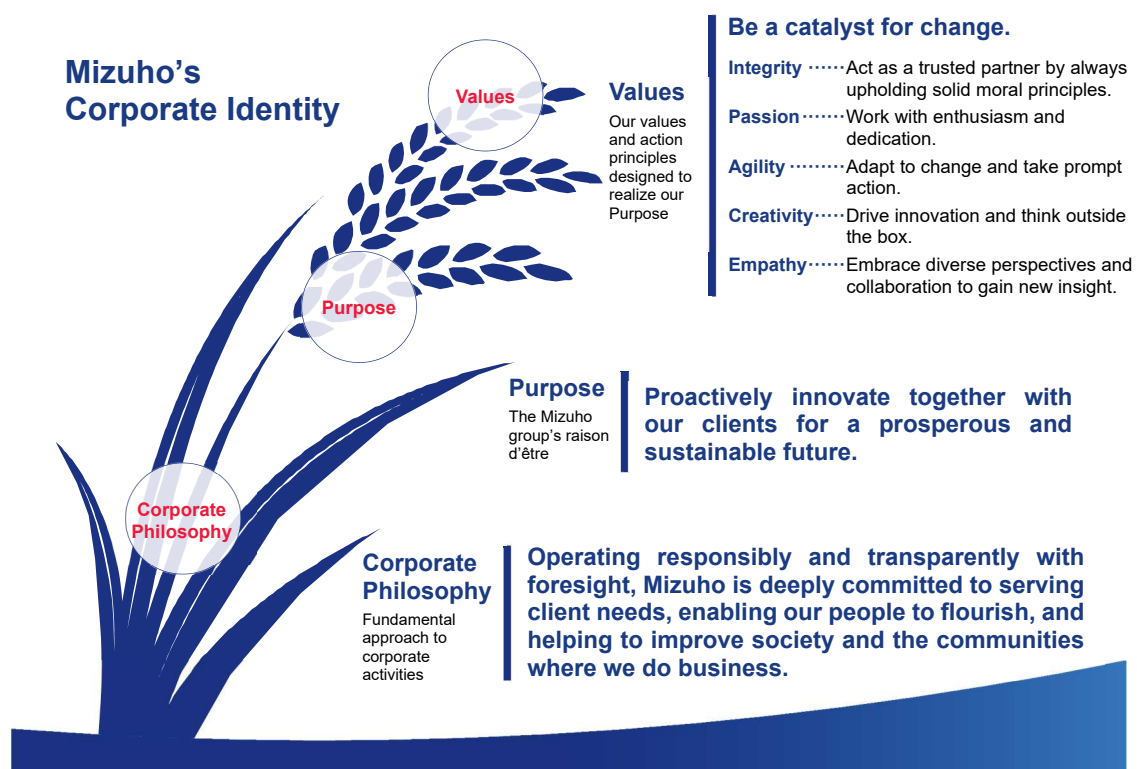 Mizuho's
Corporate Identity
Values
Purpose
Corporate
Philosophy
Values
Our values
and action
principles
designed to
realize our
Purpose
Be a catalyst for change.
Integrity ······Act as a trusted partner by always
upholding solid moral principles.
Passion ·······Work with enthusiasm and
dedication.
Agility ·········Adapt to change and take prompt
action.
Creativity·····Drive innovation and think outside
the box.
Empathy······Embrace diverse perspectives and
collaboration to gain new insight.
Purpose
The Mizuho
group's raison
d'être
Proactively innovate together with
our clients for a prosperous and
sustainable future.
Corporate
Philosophy
Fundamental
approach to
corporate
activities
Operating responsibly and transparently with
foresight, Mizuho is deeply committed to serving
client needs, enabling our people to flourish, and
helping to improve society and the communities
where we do business.